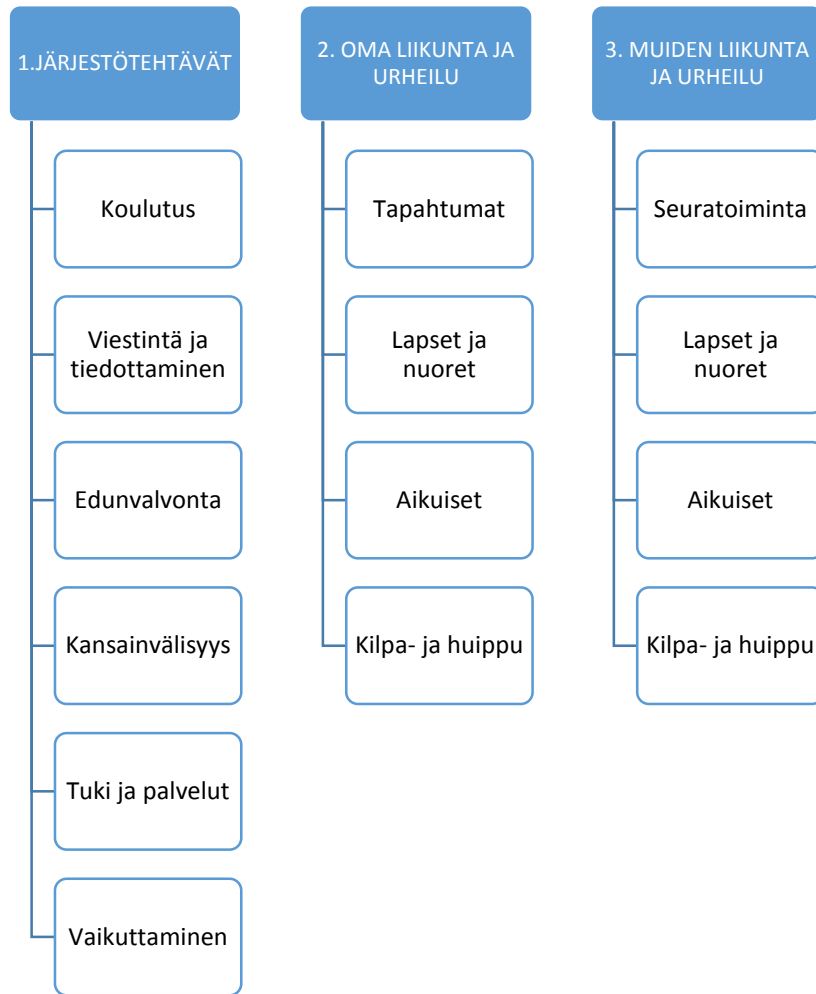 1.JÄRJESTÖTEHTÄVÄT
Koulutus
Viestintä ja
tiedottaminen
Edunvalvonta
Kansainvälisyys
Tuki ja palvelut
Vaikuttaminen
2. OMA LIIKUNTA JA
URHEILU
Tapahtumat
Lapset ja
nuoret
Aikuiset
Kilpa- ja huippu
3. MUIDEN LIIKUNTA
JA URHEILU
Seuratoiminta
Lapset ja
nuoret
Aikuiset
Kilpa- ja huippu